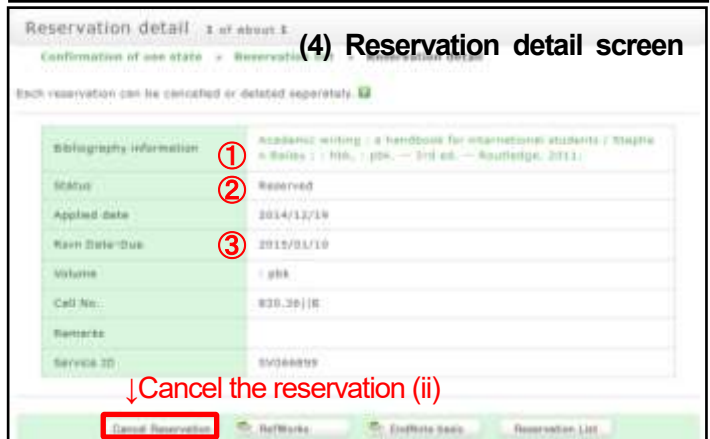 Reservation detail 1 of about 1
(4) Reservation detail screen
Confirmation of use state > Reservation list > Reservation detail
Each reservation can be cancelled or deleted separately.
Bibliography information ① Academic writing : a handbook for international students / Stephe
n Bailey ; : hbk, : pbk. -- 3rd ed. -- Routledge, 2011.
Status ② Reserved
Applied date 2014/12/19
Rsvn Date-Due ③ 2015/01/10
Volume : pbk
Call No.
Remarks
Service ID
↓Cancel the reservation (ii)
Cancel Reservation RefWorks EndNote basic Reservation List